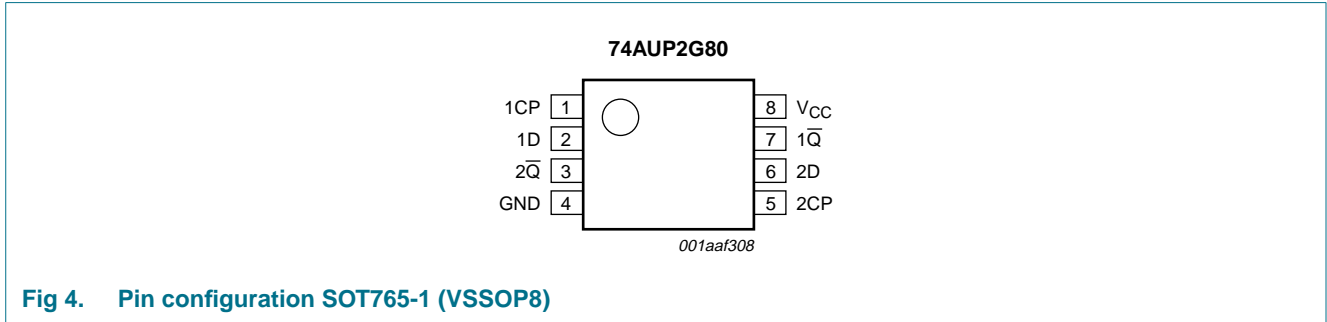 74AUP2G80
1CP 1 8 VCC
1D 2 7 1Q̅
2Q̅ 3 6 2D
GND 4 5 2CP
001aaf308
Fig 4. Pin configuration SOT765-1 (VSSOP8)